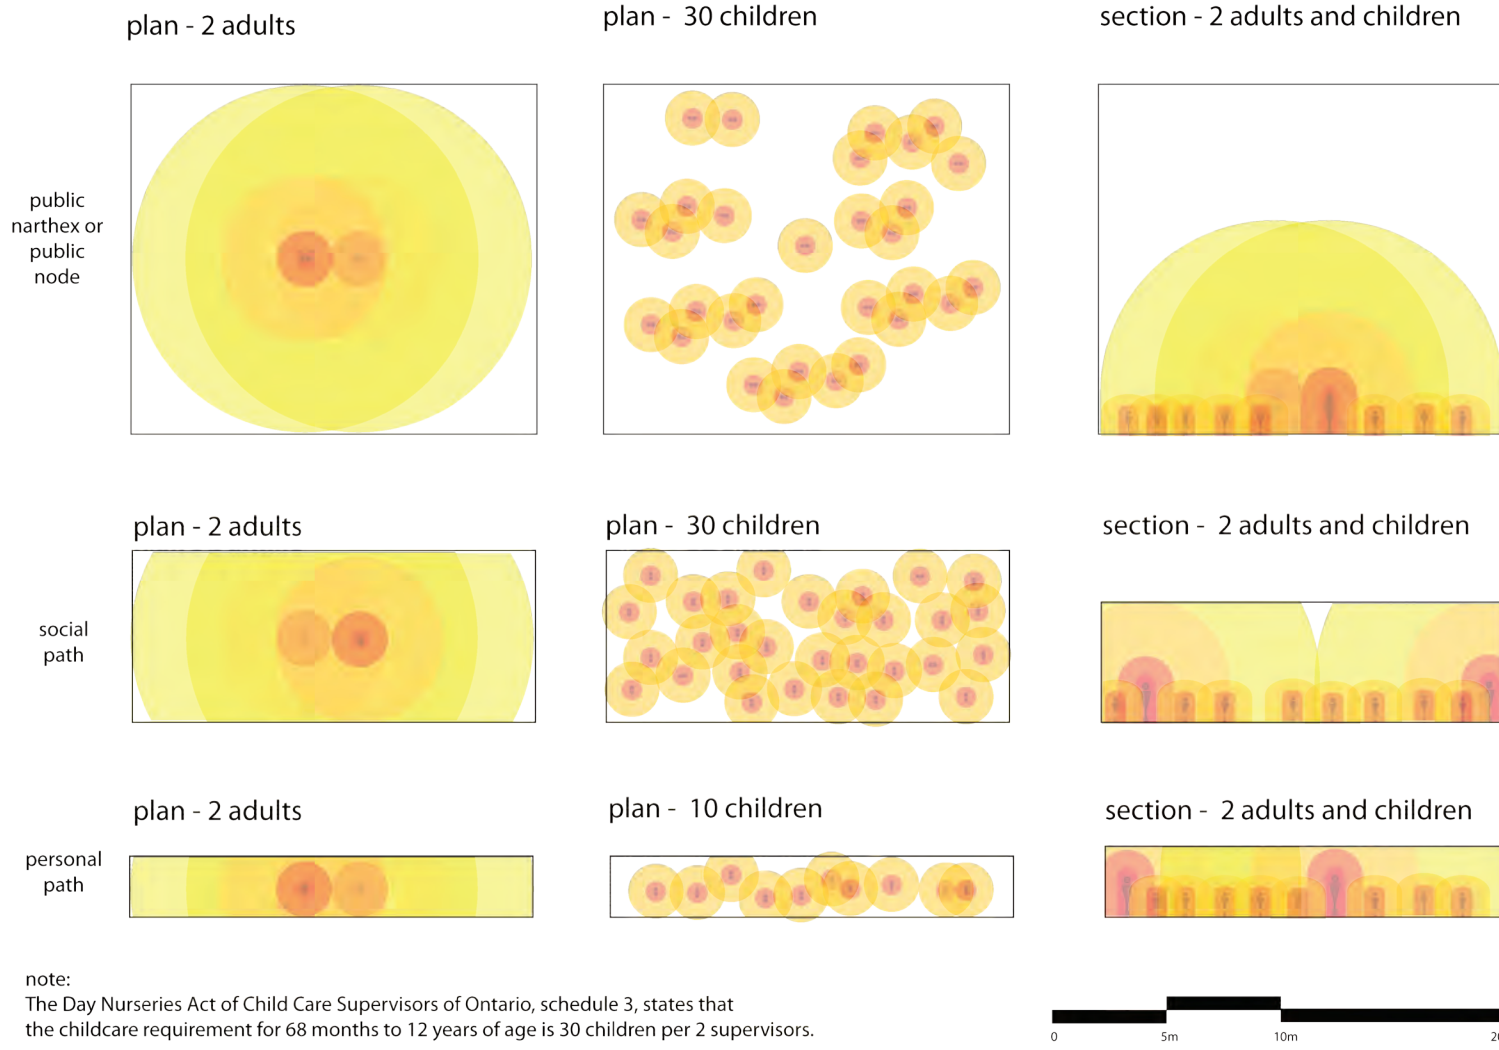 plan - 2 adults
plan -  30 children
section - 2 adults and children
public
narthex or
public
node
plan - 2 adults
plan -  30 children
section -  2 adults and children
social
path
plan - 2 adults
plan -  10 children
section -  2 adults and children
personal
path
note:
The Day Nurseries Act of Child Care Supervisors of Ontario, schedule 3, states that
the childcare requirement for 68 months to 12 years of age is 30 children per 2 supervisors.
0 5m 10m